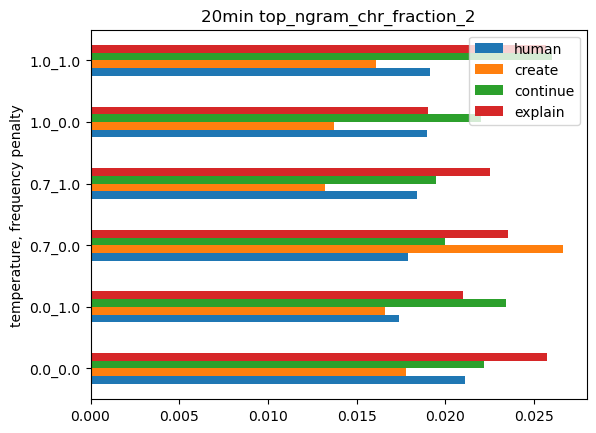 20min top_ngram_chr_fraction_2
temperature, frequency penalty
1.0_1.0
1.0_0.0
0.7_1.0
0.7_0.0
0.0_1.0
0.0_0.0
human
create
continue
explain
0.000
0.005
0.010
0.015
0.020
0.025